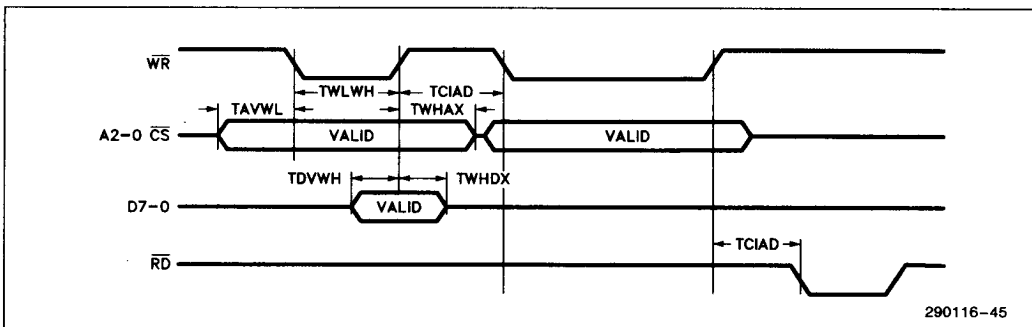 WR
TWLWH TCIAD
TAVWL TWHAX
A2-0 CS VALID VALID
TDVWH TWHDX
D7-0 VALID
TCIAD
RD
290116-45